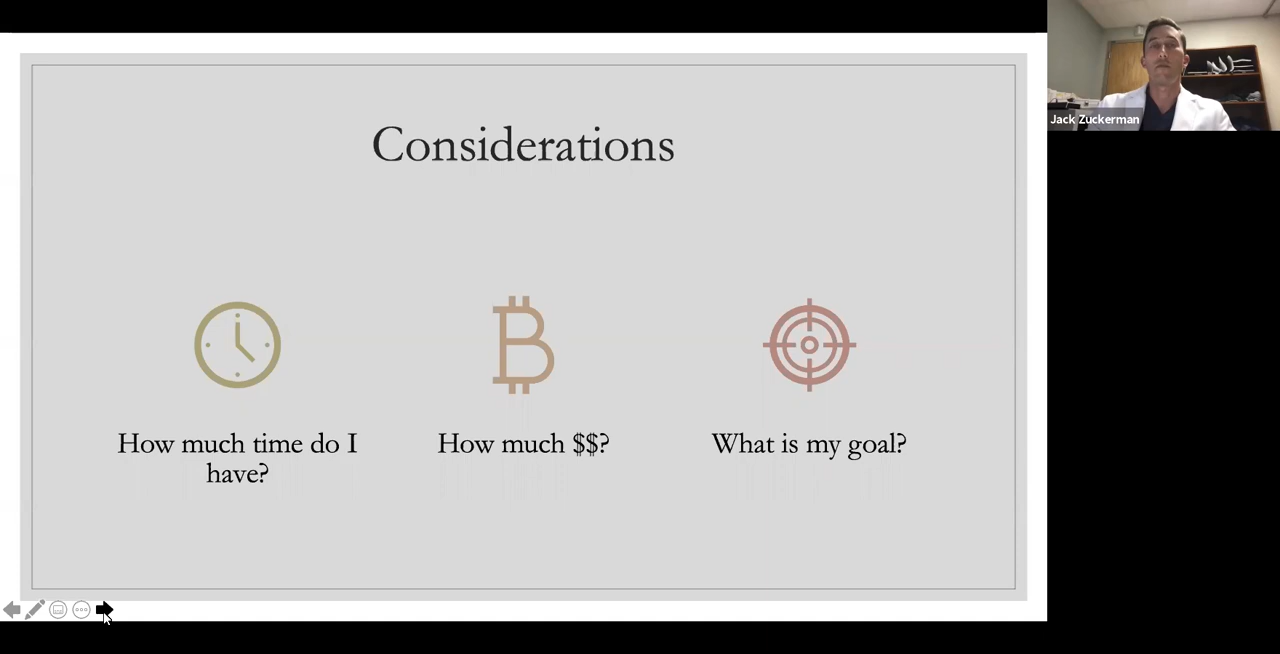 Considerations
How much time do I
have?
How much $$?
What is my goal?
Jack Zuckerman